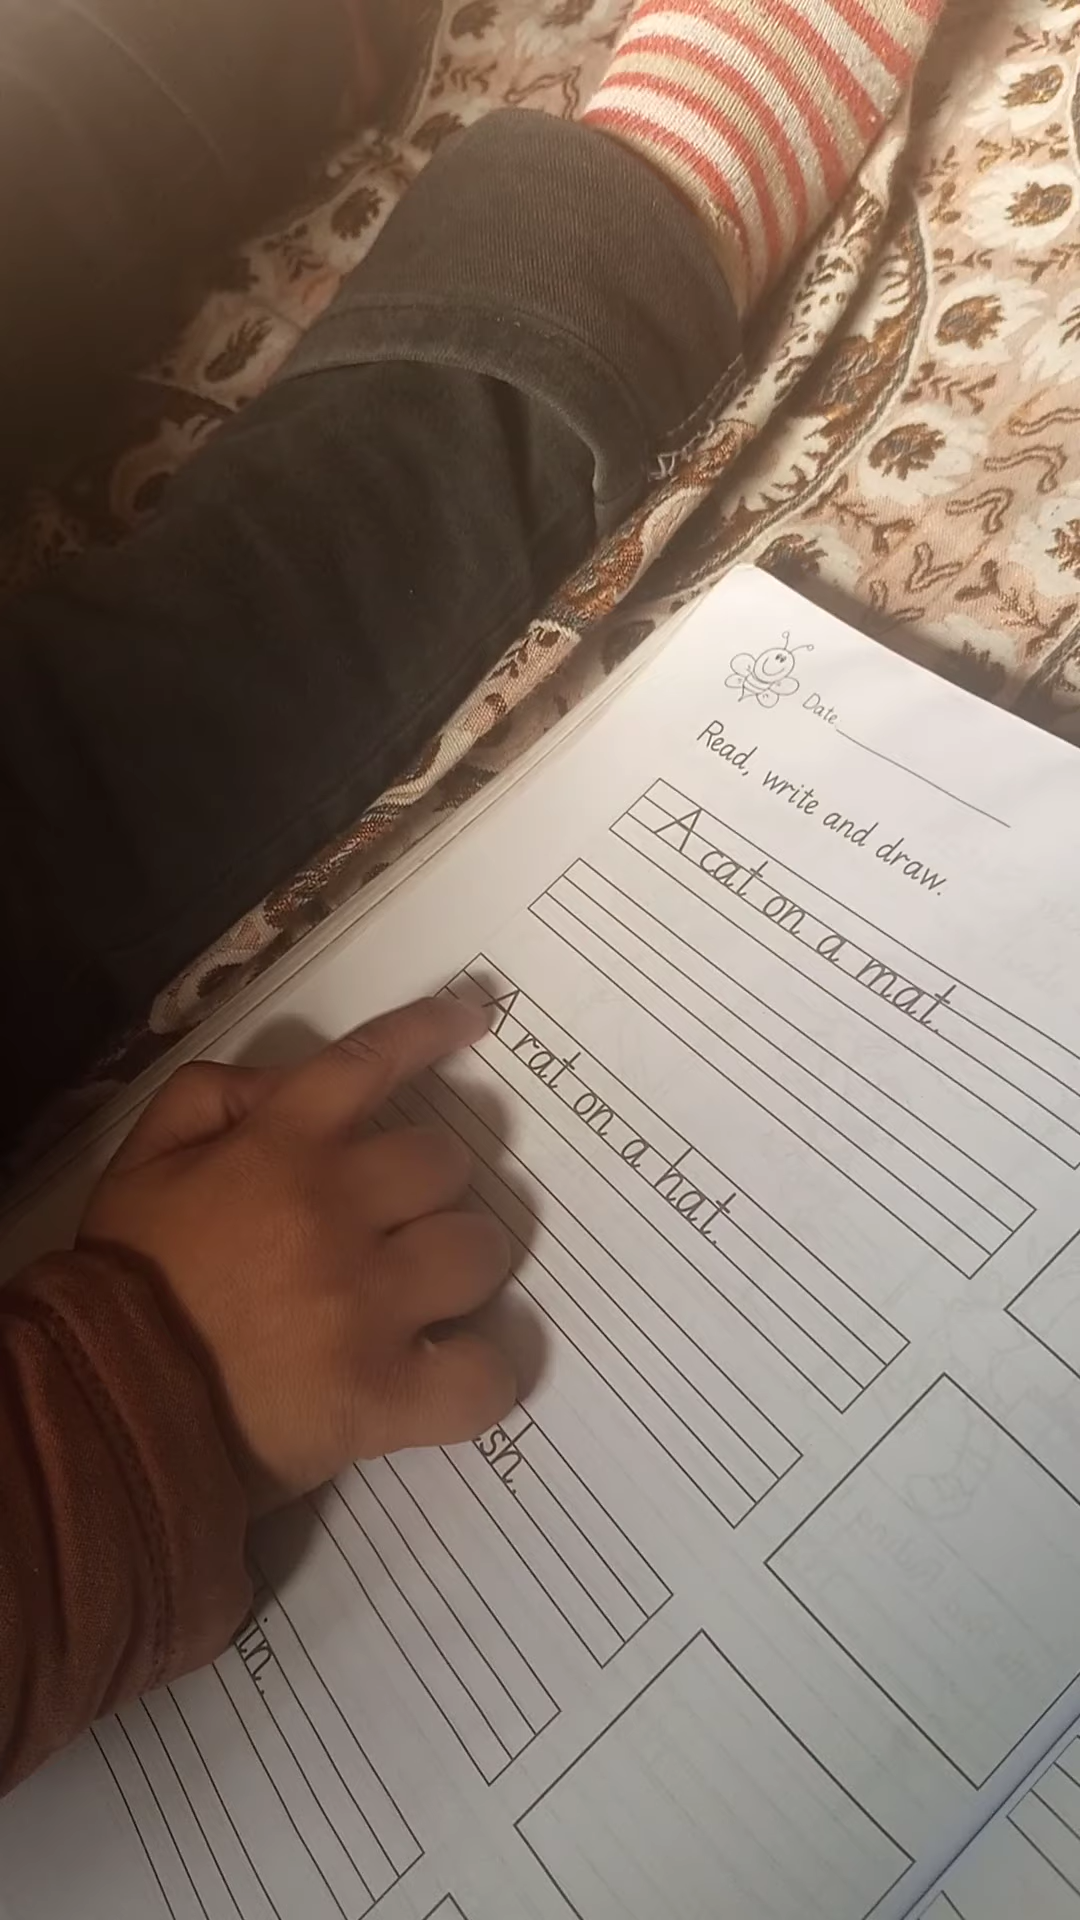 Date
Read, write and draw.
A cat on a mat.
A rat on a hat.